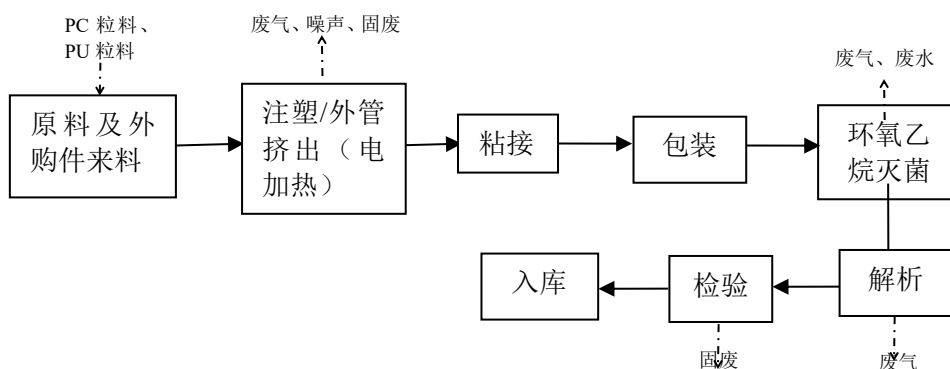 PC 粒料、
PU 粒料
废气、噪声、固废
废气、废水
原料及外
购件来料
注塑/外管
挤出（电
加热）
粘接
包装
环氧乙
烷灭菌
入库
检验
解析
固废
废气